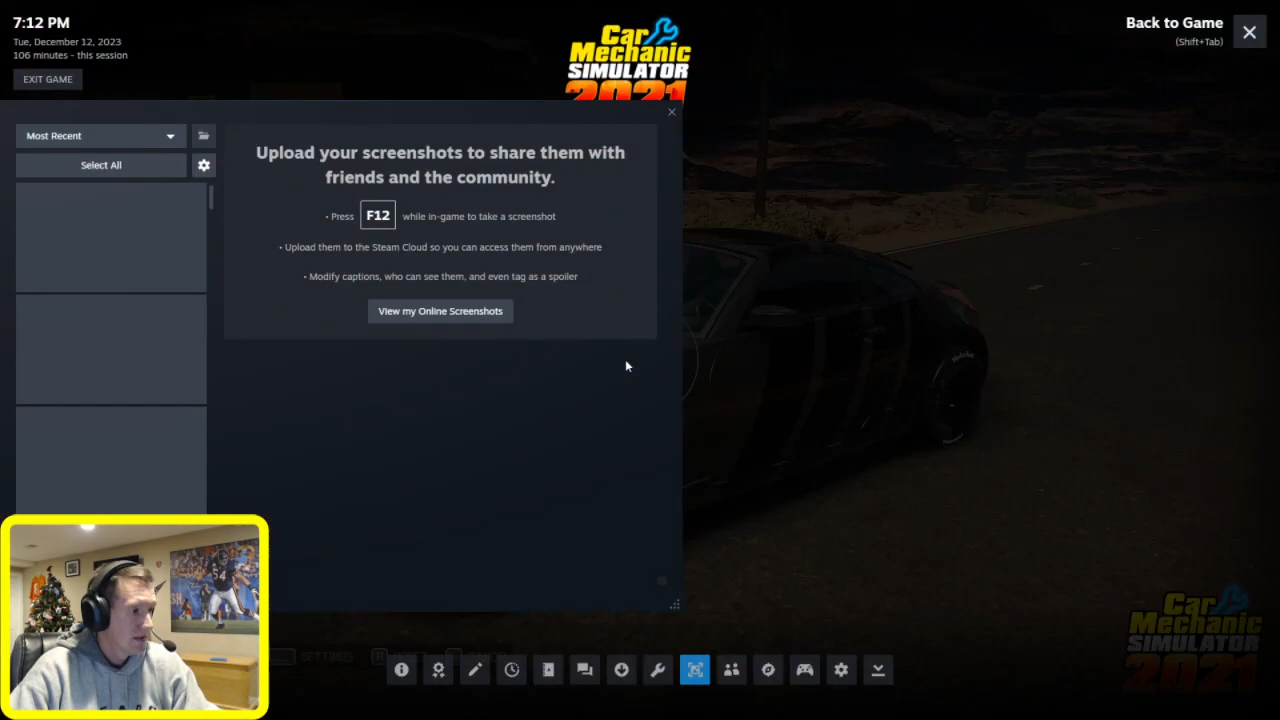 7:12 PM
Tue, December 12, 2023
106 minutes - this session
EXIT GAME
Car
Mechanic
SIMULATOR
2021
Back to Game
(Shift+Tab)
Most Recent
Select All
Upload your screenshots to share them with
friends and the community.
• Press F12 while in-game to take a screenshot
• Upload them to the Steam Cloud so you can access them from anywhere
• Modify captions, who can see them, and even tag as a spoiler
View my Online Screenshots
54
SETTINGS
Car
Mechanic
SIMULATOR
2021